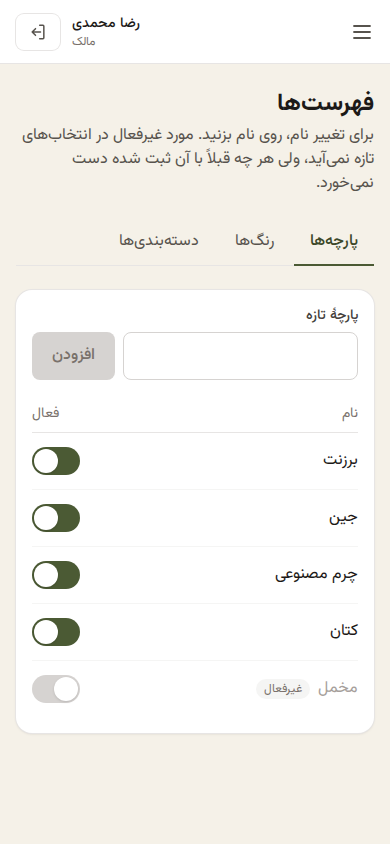 رضا محمدی
مالک
فهرست‌ها
برای تغییر نام، روی نام بزنید. مورد غیرفعال در انتخاب‌های
تازه نمی‌آید، ولی هر چه قبلاً با آن ثبت شده دست
نمی‌خورد.
پارچه‌ها
رنگ‌ها
دسته‌بندی‌ها
پارچهٔ تازه
افزودن
نام
فعال
برزنت
جین
چرم مصنوعی
کتان
مخمل
غیرفعال